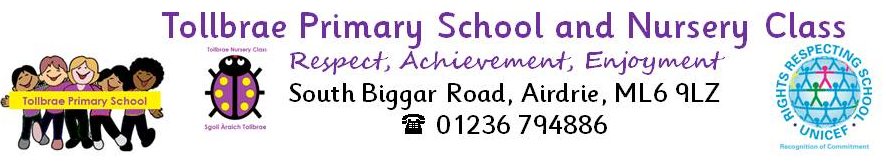 Tollbrae Primary School and Nursery Class
Tollbrae Nursery Class
Respect, Achievement, Enjoyment
Tollbrae Primary School
South Biggar Road, Airdrie, ML6 9LZ
Sgoil Àraich Tollbrae
☎ 01236 794886
RIGHTS RESPECTING SCHOOL
· UNICEF ·
Recognition of Commitment